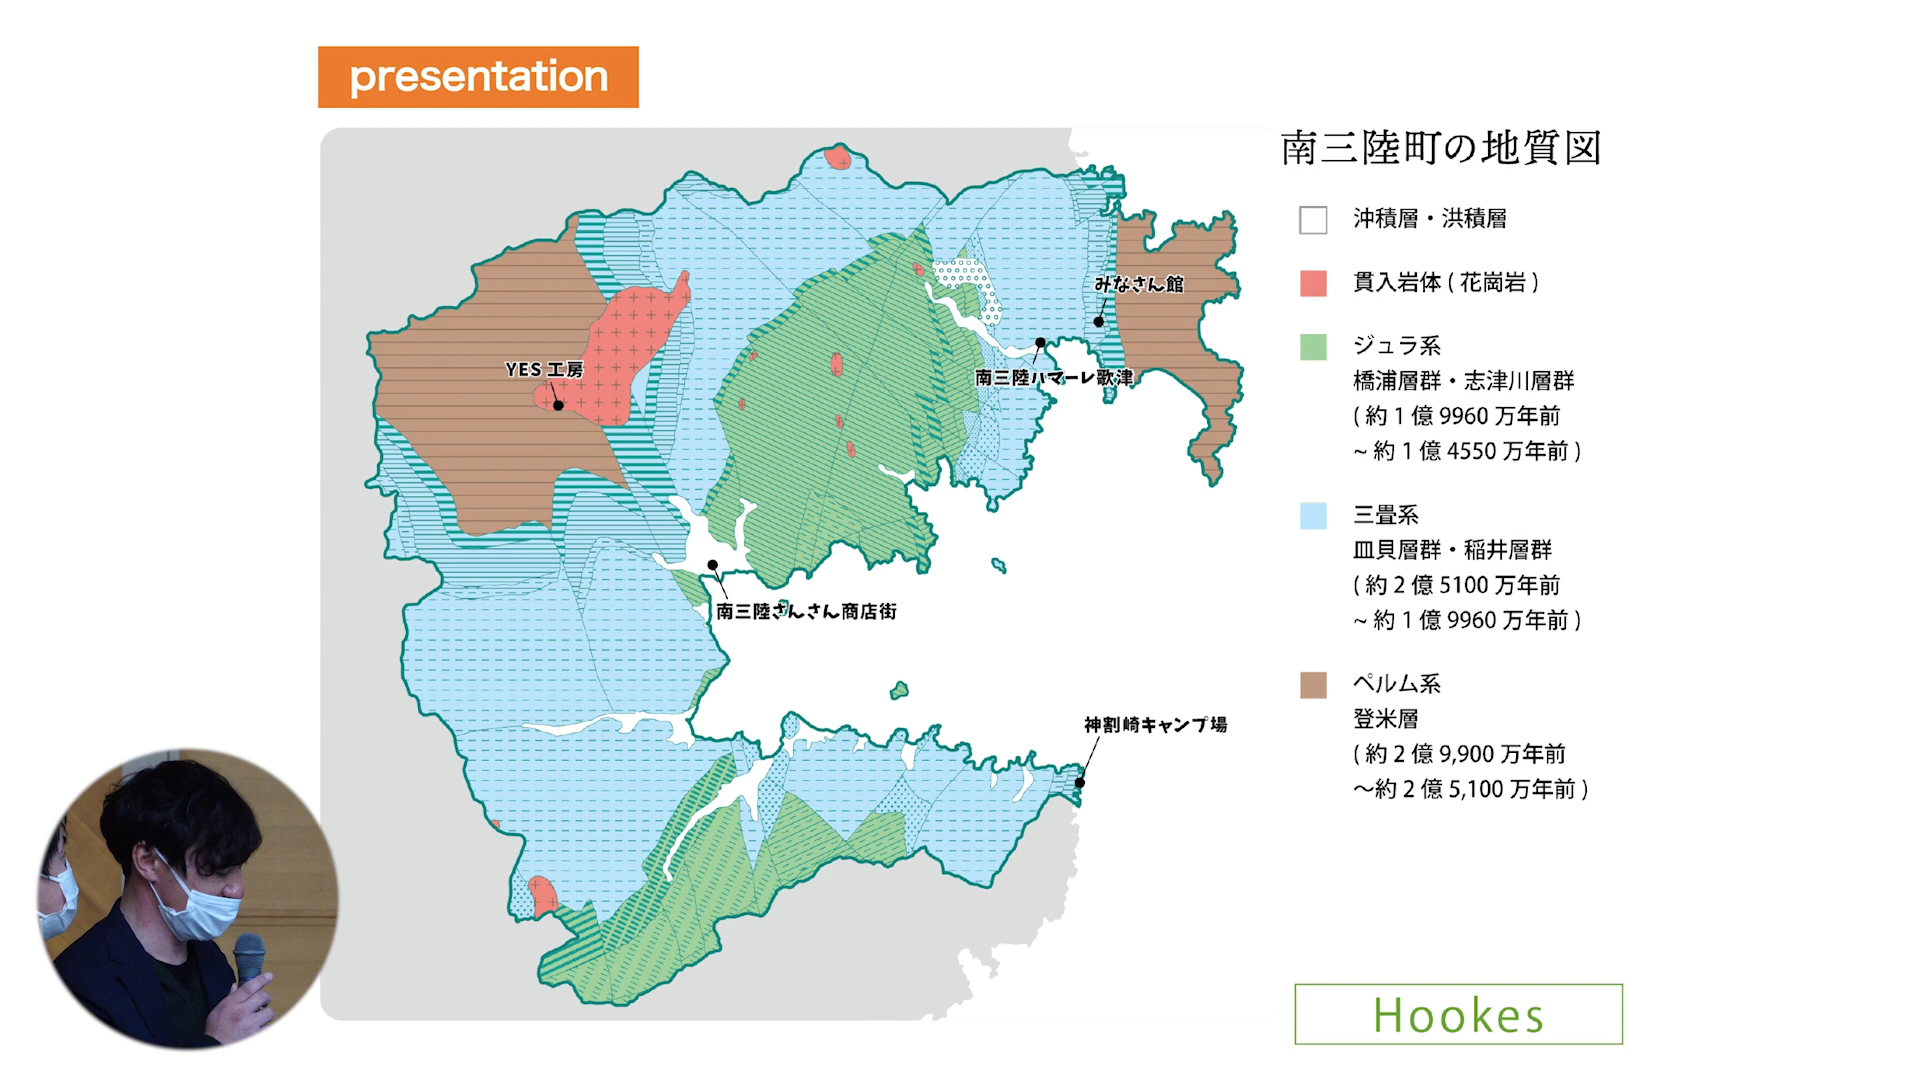 presentation
南三陸町の地質図
沖積層・洪積層
貫入岩体 ( 花崗岩 )
ジュラ系
橋浦層群・志津川層群
( 約 1 億 9960 万年前
~ 約 1 億 4550 万年前 )
三畳系
皿貝層群・稲井層群
( 約 2 億 5100 万年前
~ 約 1 億 9960 万年前 )
ペルム系
登米層
( 約 2 億 9,900 万年前
～約 2 億 5,100 万年前 )
みなさん館
YES 工房
南三陸ハマーレ歌津
南三陸さんさん商店街
神割崎キャンプ場
Hookes